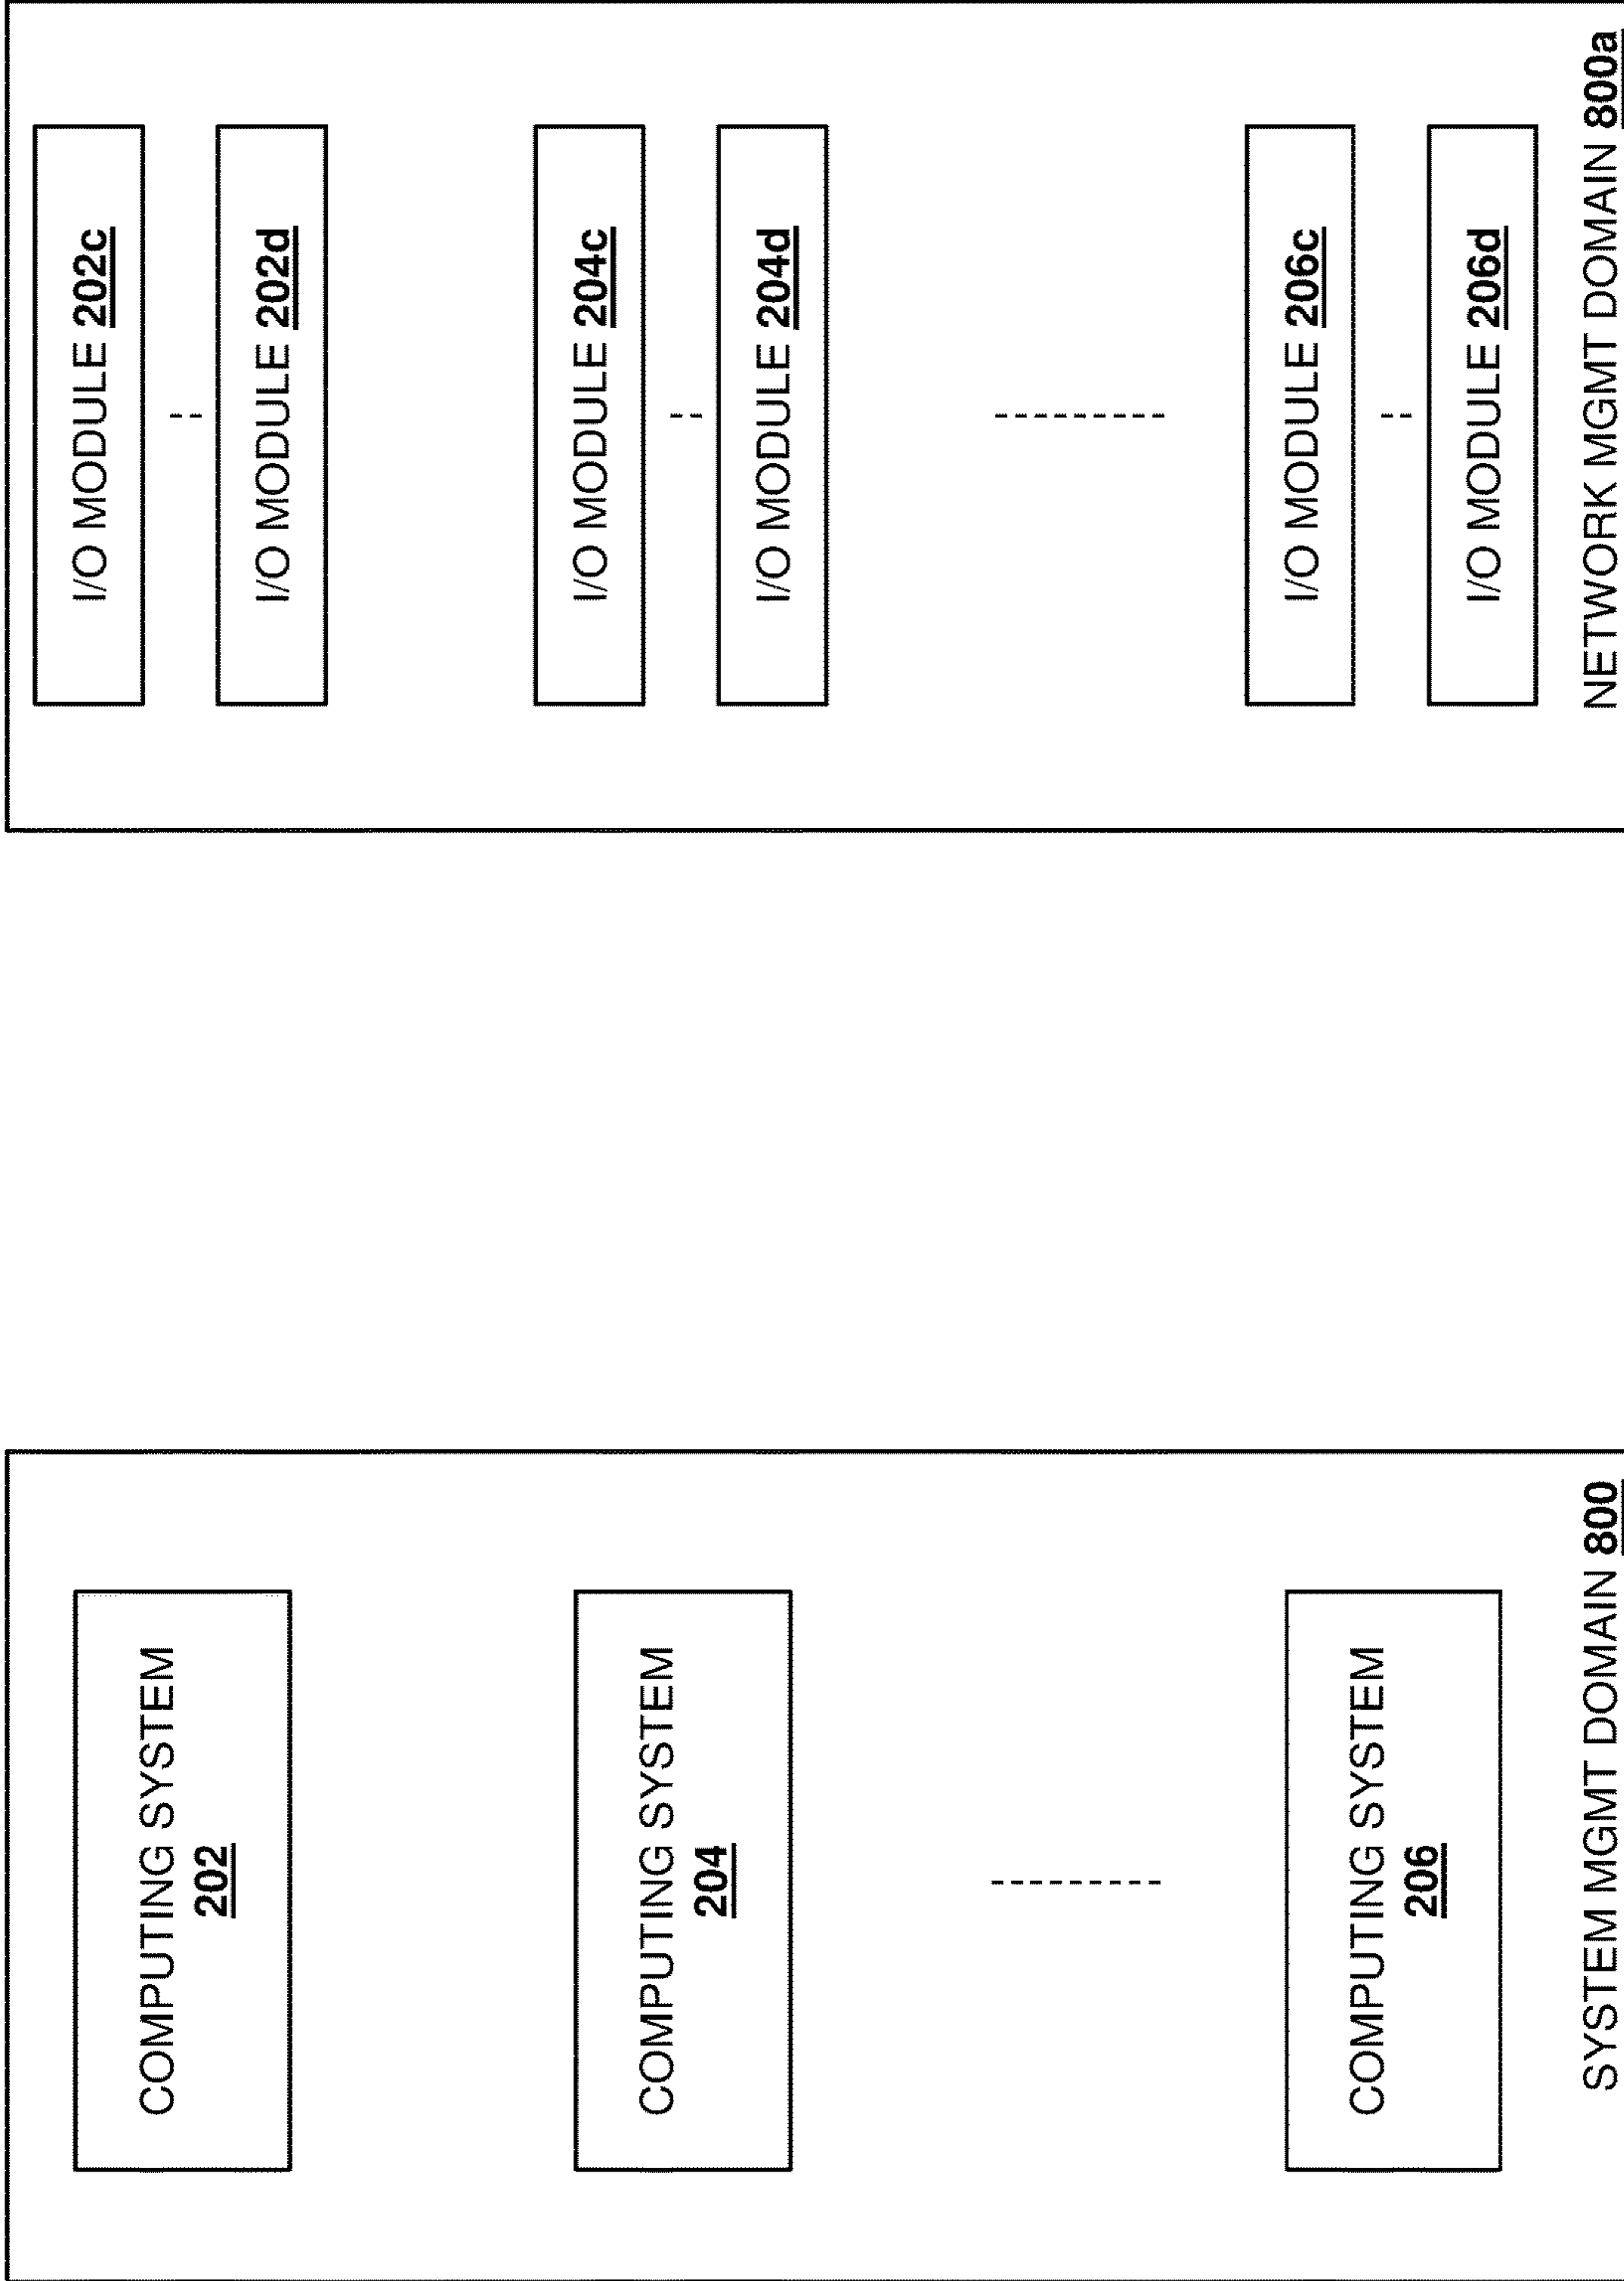 COMPUTING SYSTEM
202
COMPUTING SYSTEM
204
COMPUTING SYSTEM
206
SYSTEM MGMT DOMAIN 800
I/O MODULE 202c
I/O MODULE 202d
I/O MODULE 204c
I/O MODULE 204d
I/O MODULE 206c
I/O MODULE 206d
NETWORK MGMT DOMAIN 800a